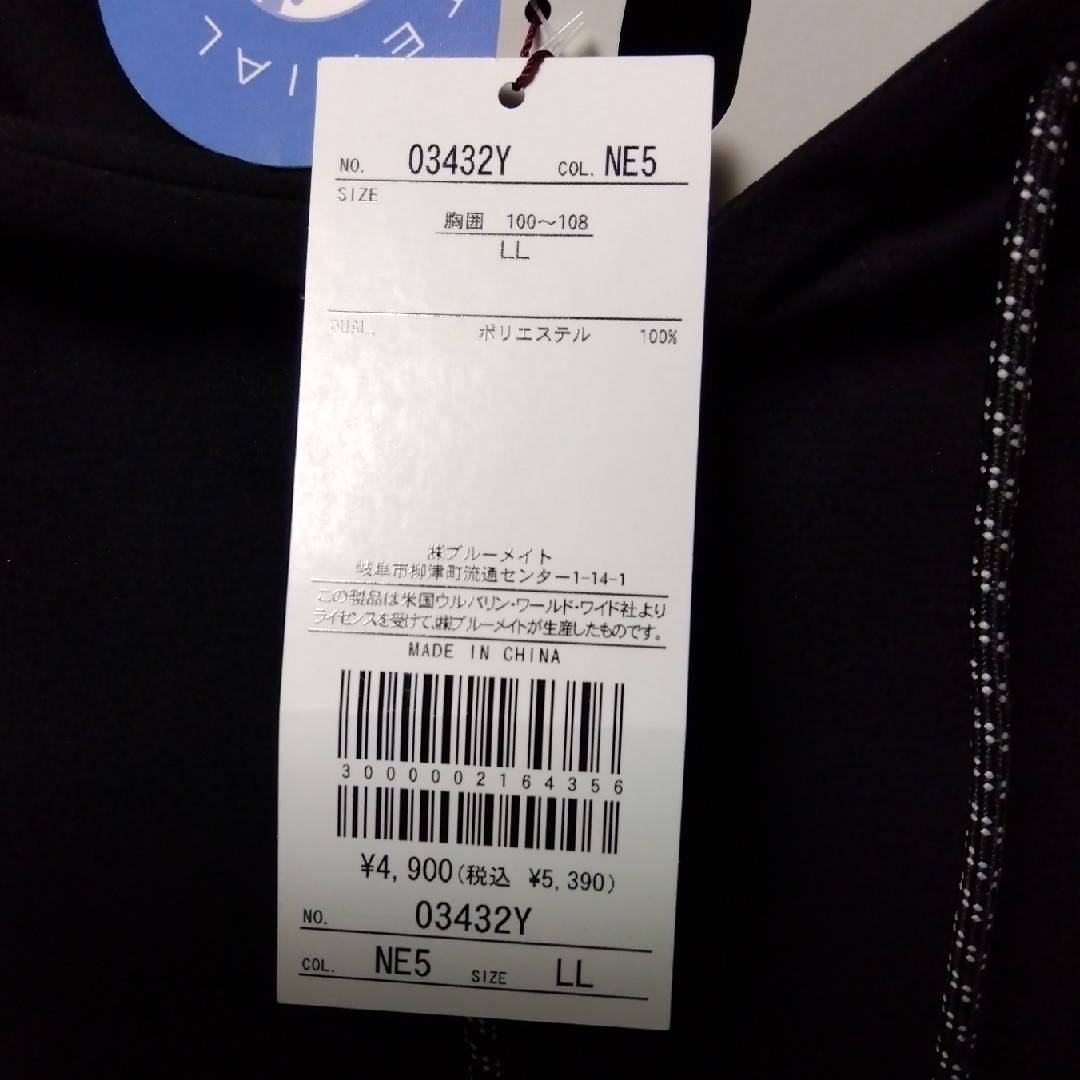 NO. 03432Y COL. NE5
SIZE
胸囲 100～108
LL
QUAL. ポリエステル 100%
㈱ブルーメイト
岐阜市柳津町流通センター1-14-1
この製品は米国ウルバリン・ワールド・ワイド社より
ライセンスを受けて、㈱ブルーメイトが生産したものです。
MADE IN CHINA
3000002164356
¥4,900(税込 ¥5,390)
NO. 03432Y
COL. NE5 SIZE LL